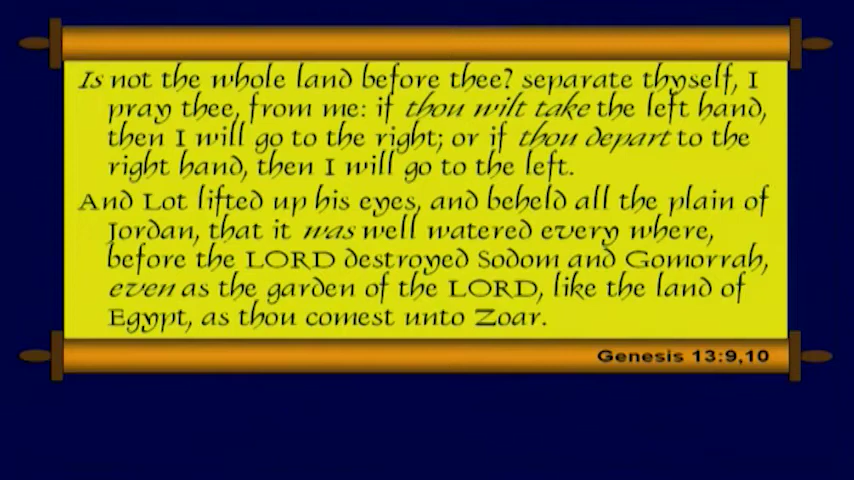 Is not the whole land before thee? separate thyself, I
pray thee, from me: if thou wilt take the left hand,
then I will go to the right; or if thou depart to the
right hand, then I will go to the left.
And Lot lifted up his eyes, and beheld all the plain of
Jordan, that it was well watered every where,
before the LORD destroyed Sodom and Gomorrah,
even as the garden of the LORD, like the land of
Egypt, as thou comest unto Zoar.
Genesis 13:9,10